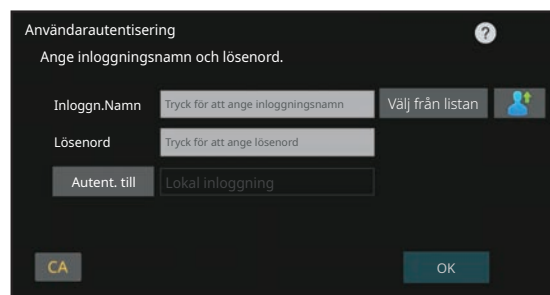 Användarautentisering
?
Ange inloggningsnamn och lösenord.
Inloggn.Namn Tryck för att ange inloggningsnamn Välj från listan
Lösenord Tryck för att ange lösenord
Autent. till Lokal inloggning
CA OK